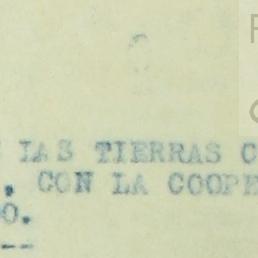 LAS TIERRAS C
, CON LA COOPE
O.
--